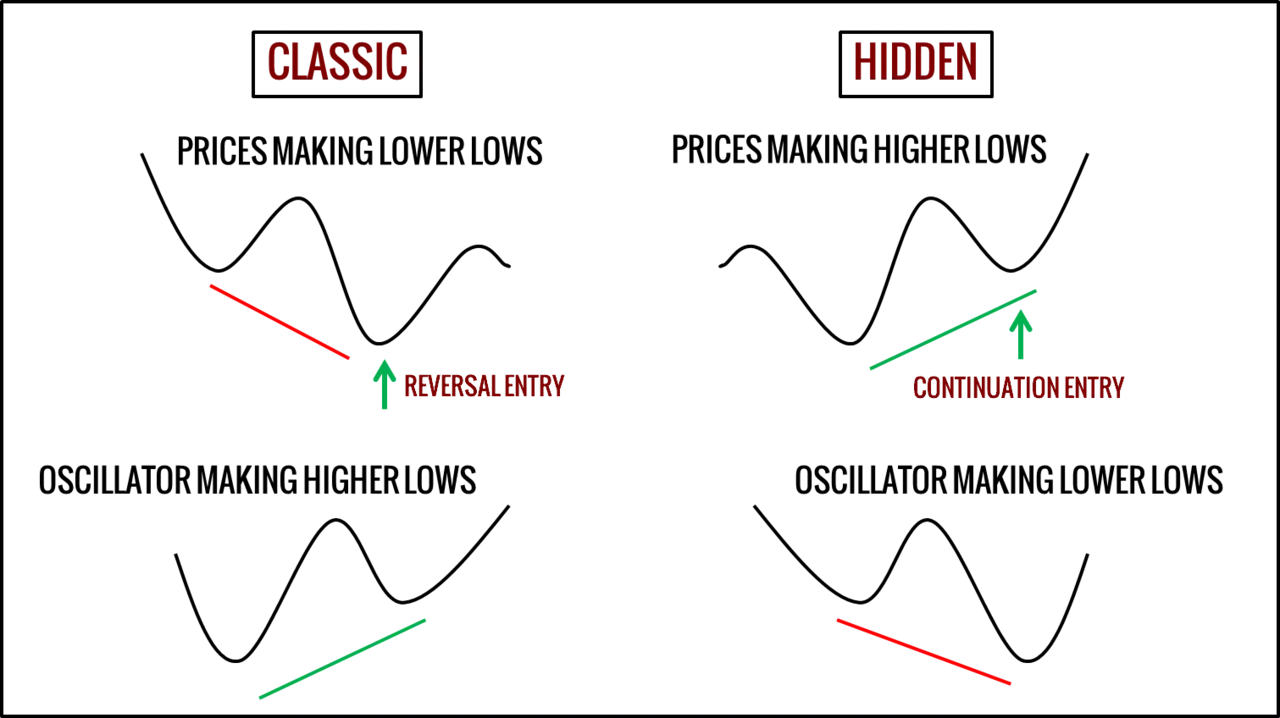 CLASSIC
PRICES MAKING LOWER LOWS
REVERSAL ENTRY
OSCILLATOR MAKING HIGHER LOWS
HIDDEN
PRICES MAKING HIGHER LOWS
CONTINUATION ENTRY
OSCILLATOR MAKING LOWER LOWS